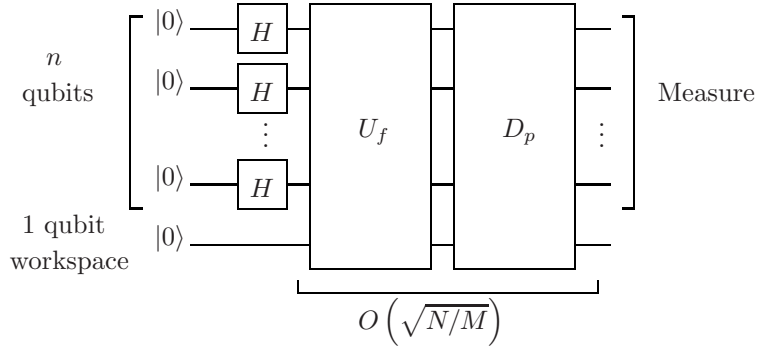 |0⟩ H
n
qubits
|0⟩ H
⋮
U_f
D_p
⋮
Measure
|0⟩ H
1 qubit
workspace
|0⟩
O(√N/M)